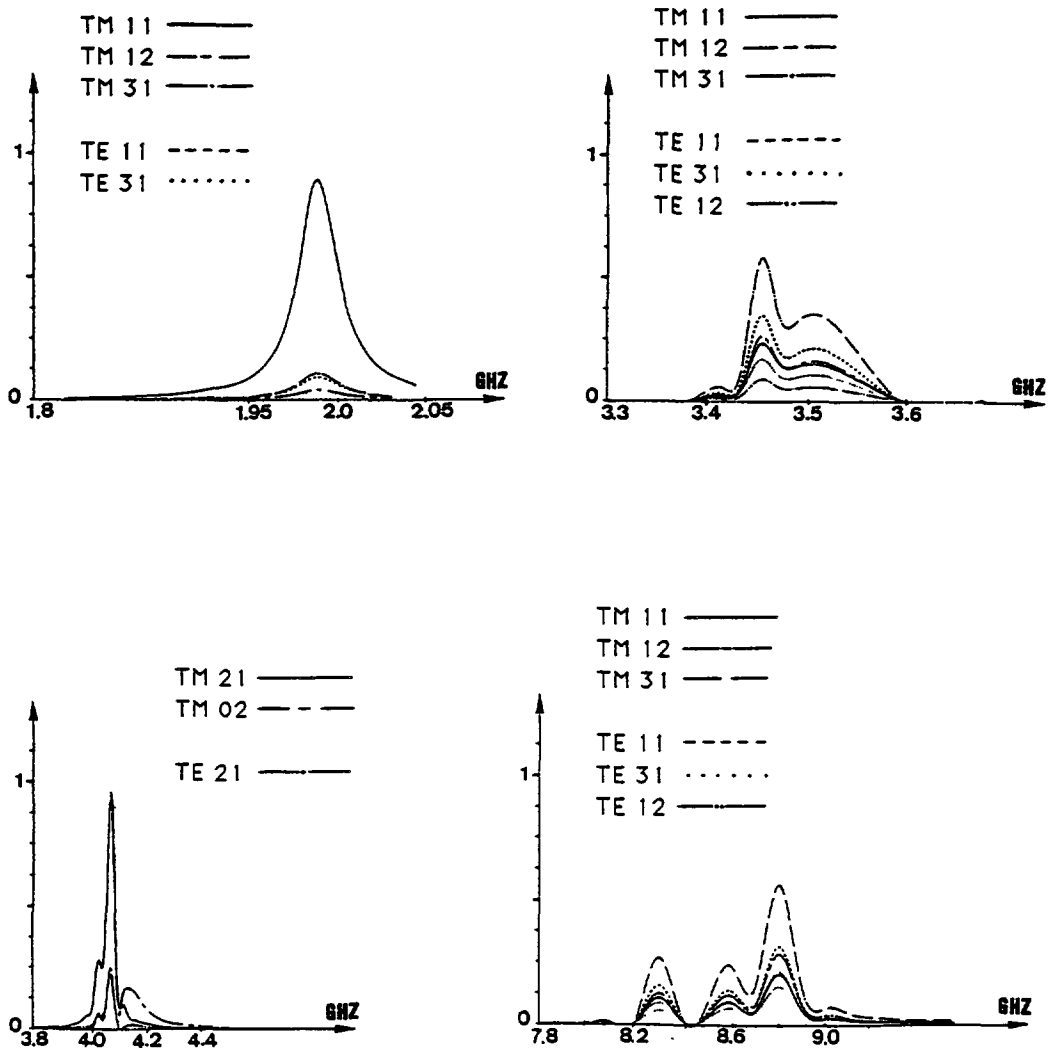 TM 11
TM 12
TM 31
TE 11
TE 31
1
0
1.8
1.95
2.0
2.05
GHZ
TM 11
TM 12
TM 31
TE 11
TE 31
TE 12
1
0
3.3
3.4
3.5
3.6
GHZ
TM 21
TM 02
TE 21
1
0
3.8
4.0
4.2
4.4
GHZ
TM 11
TM 12
TM 31
TE 11
TE 31
TE 12
1
0
7.8
8.2
8.6
9.0
GHZ